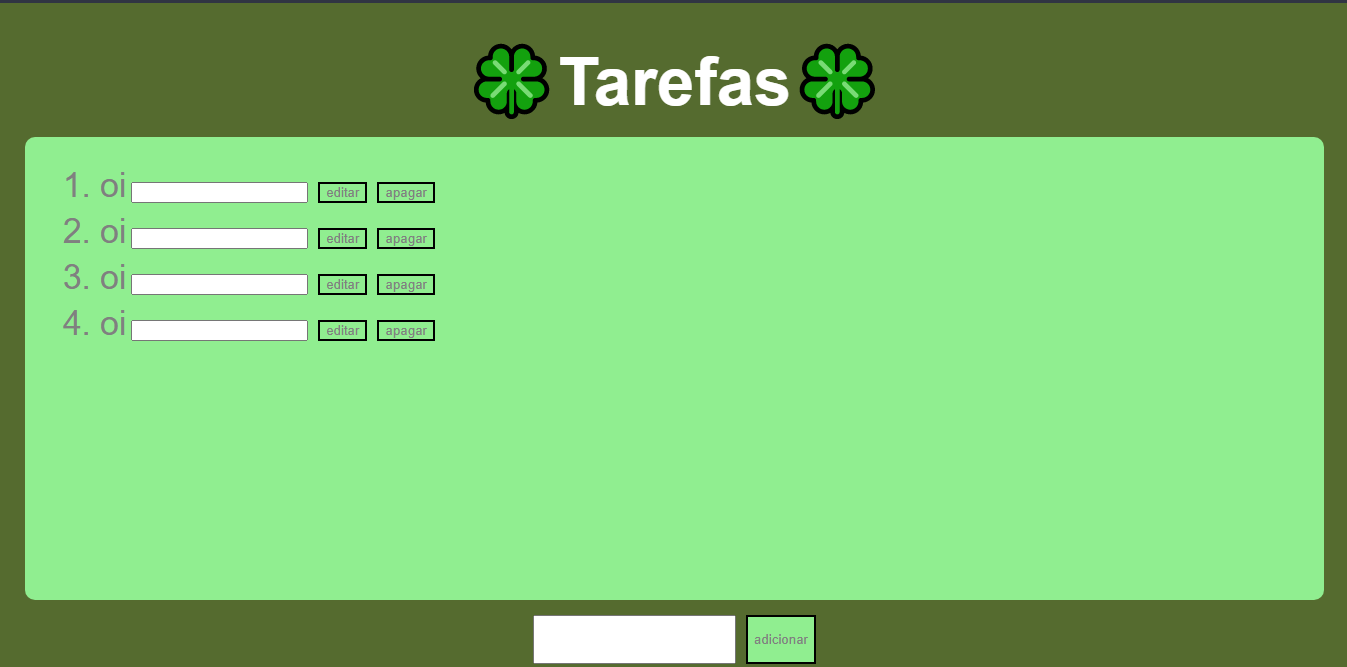 Tarefas
1. oi editar apagar
2. oi editar apagar
3. oi editar apagar
4. oi editar apagar
adicionar